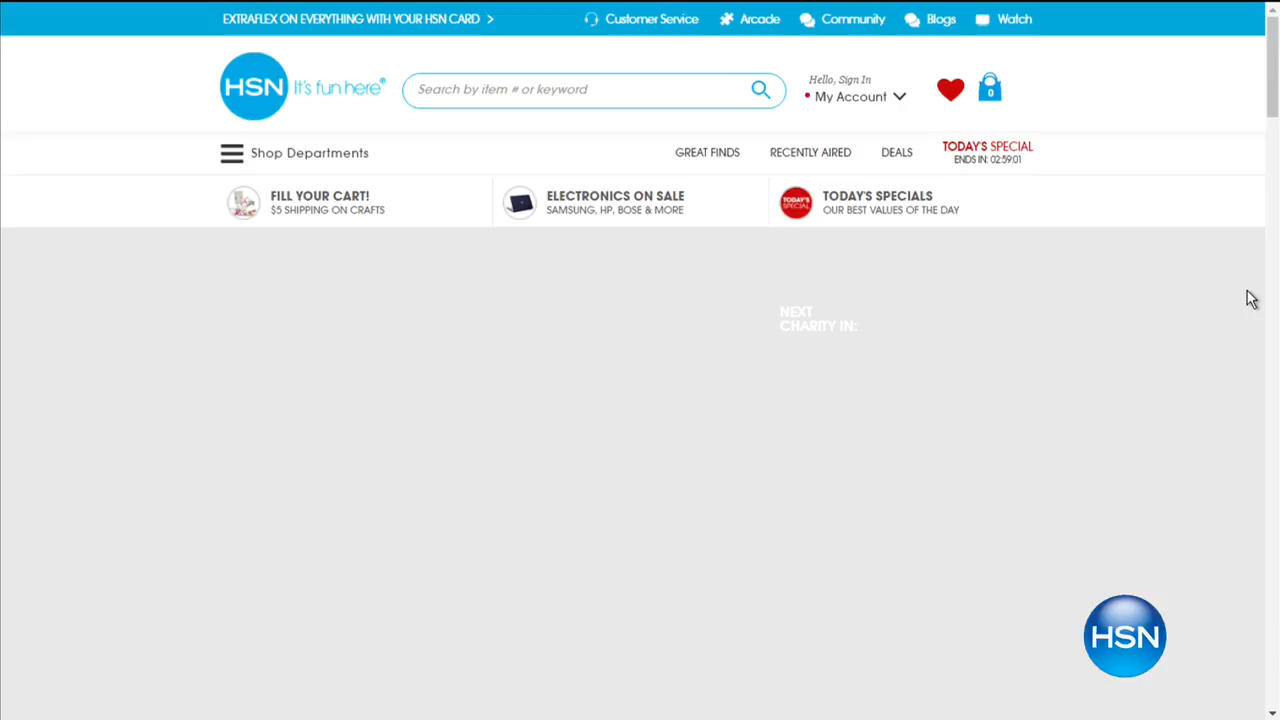 EXTRAFLEX ON EVERYTHING WITH YOUR HSN CARD >
Customer Service
Arcade
Community
Blogs
Watch
HSN It's fun here®
Search by item # or keyword
Hello, Sign In
My Account
0
Shop Departments
GREAT FINDS
RECENTLY AIRED
DEALS
TODAY'S SPECIAL
ENDS IN: 02:59:01
FILL YOUR CART!
$5 SHIPPING ON CRAFTS
ELECTRONICS ON SALE
SAMSUNG, HP, BOSE & MORE
TODAY'S
SPECIAL
TODAY'S SPECIALS
OUR BEST VALUES OF THE DAY
NEXT
CHARITY IN:
HSN